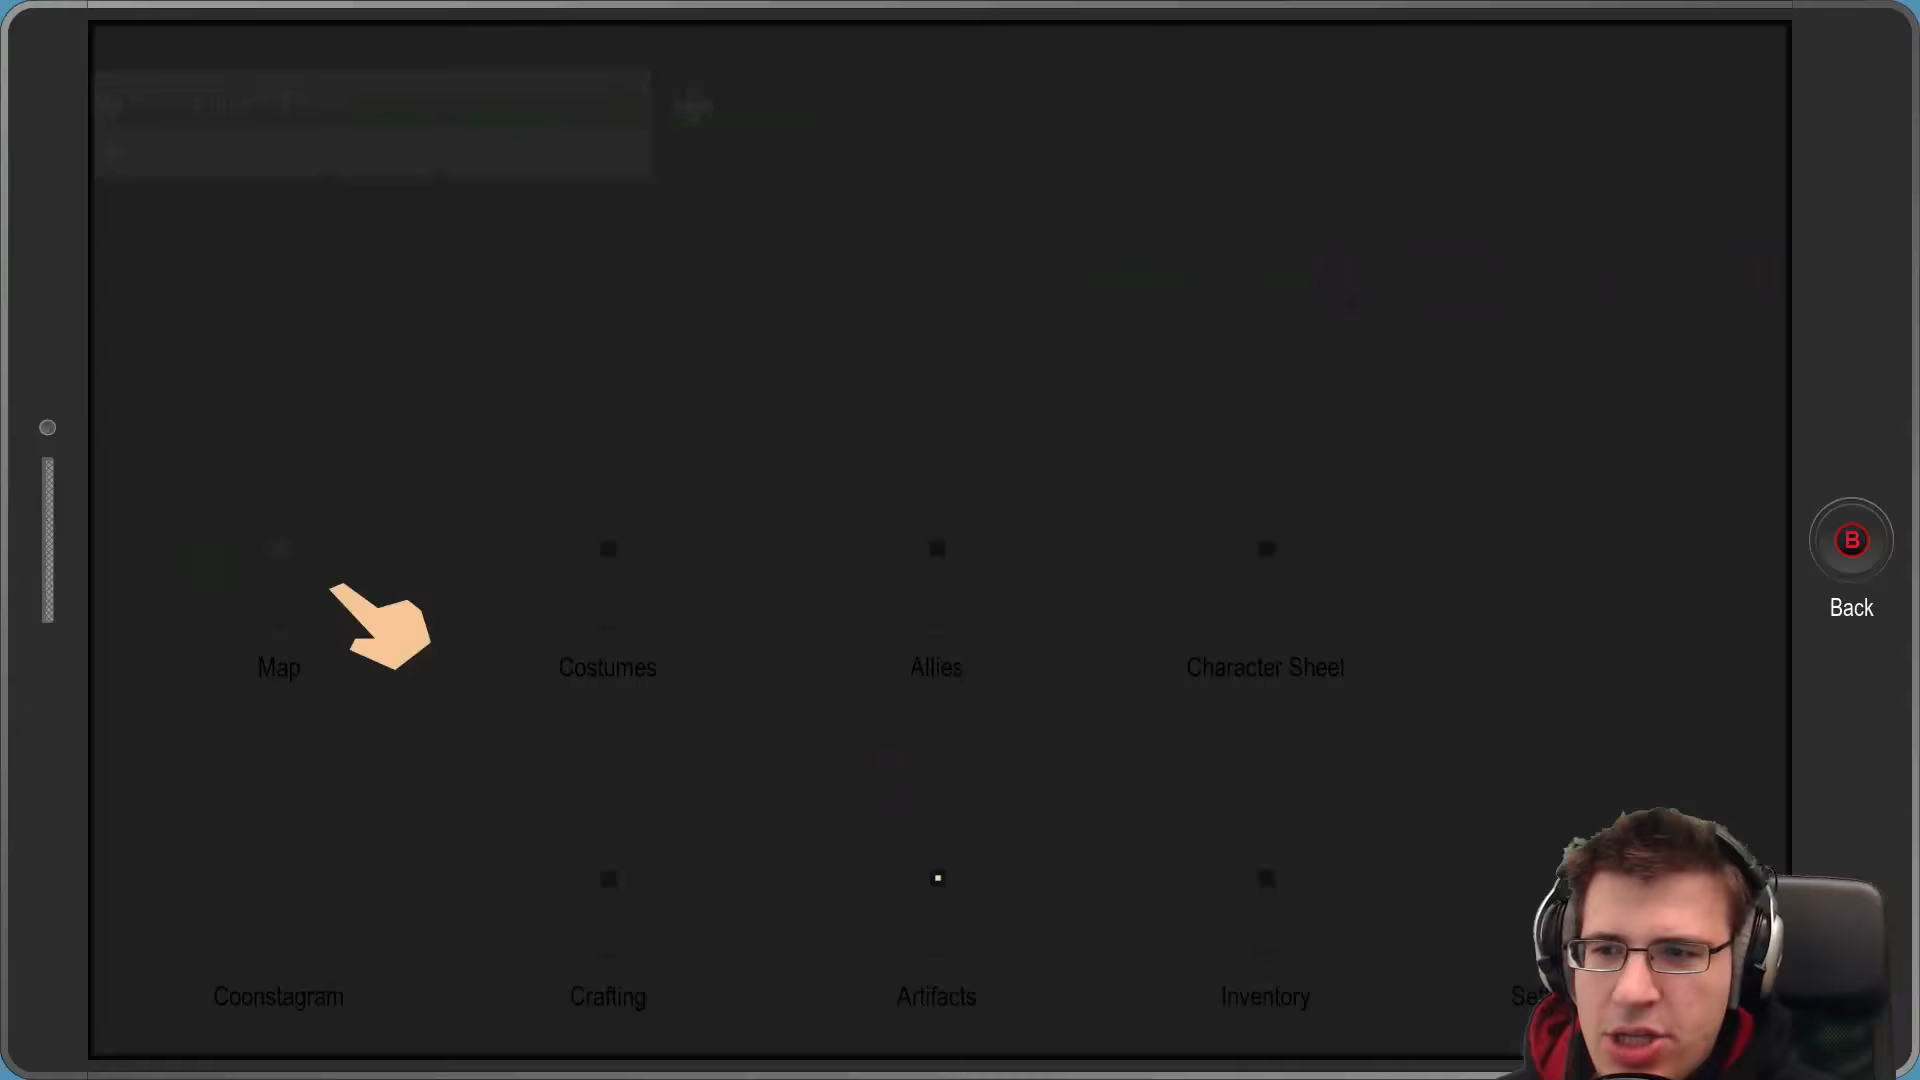 B
Back
Map
Costumes
Allies
Character Sheet
Coonstagram
Crafting
Artifacts
Inventory